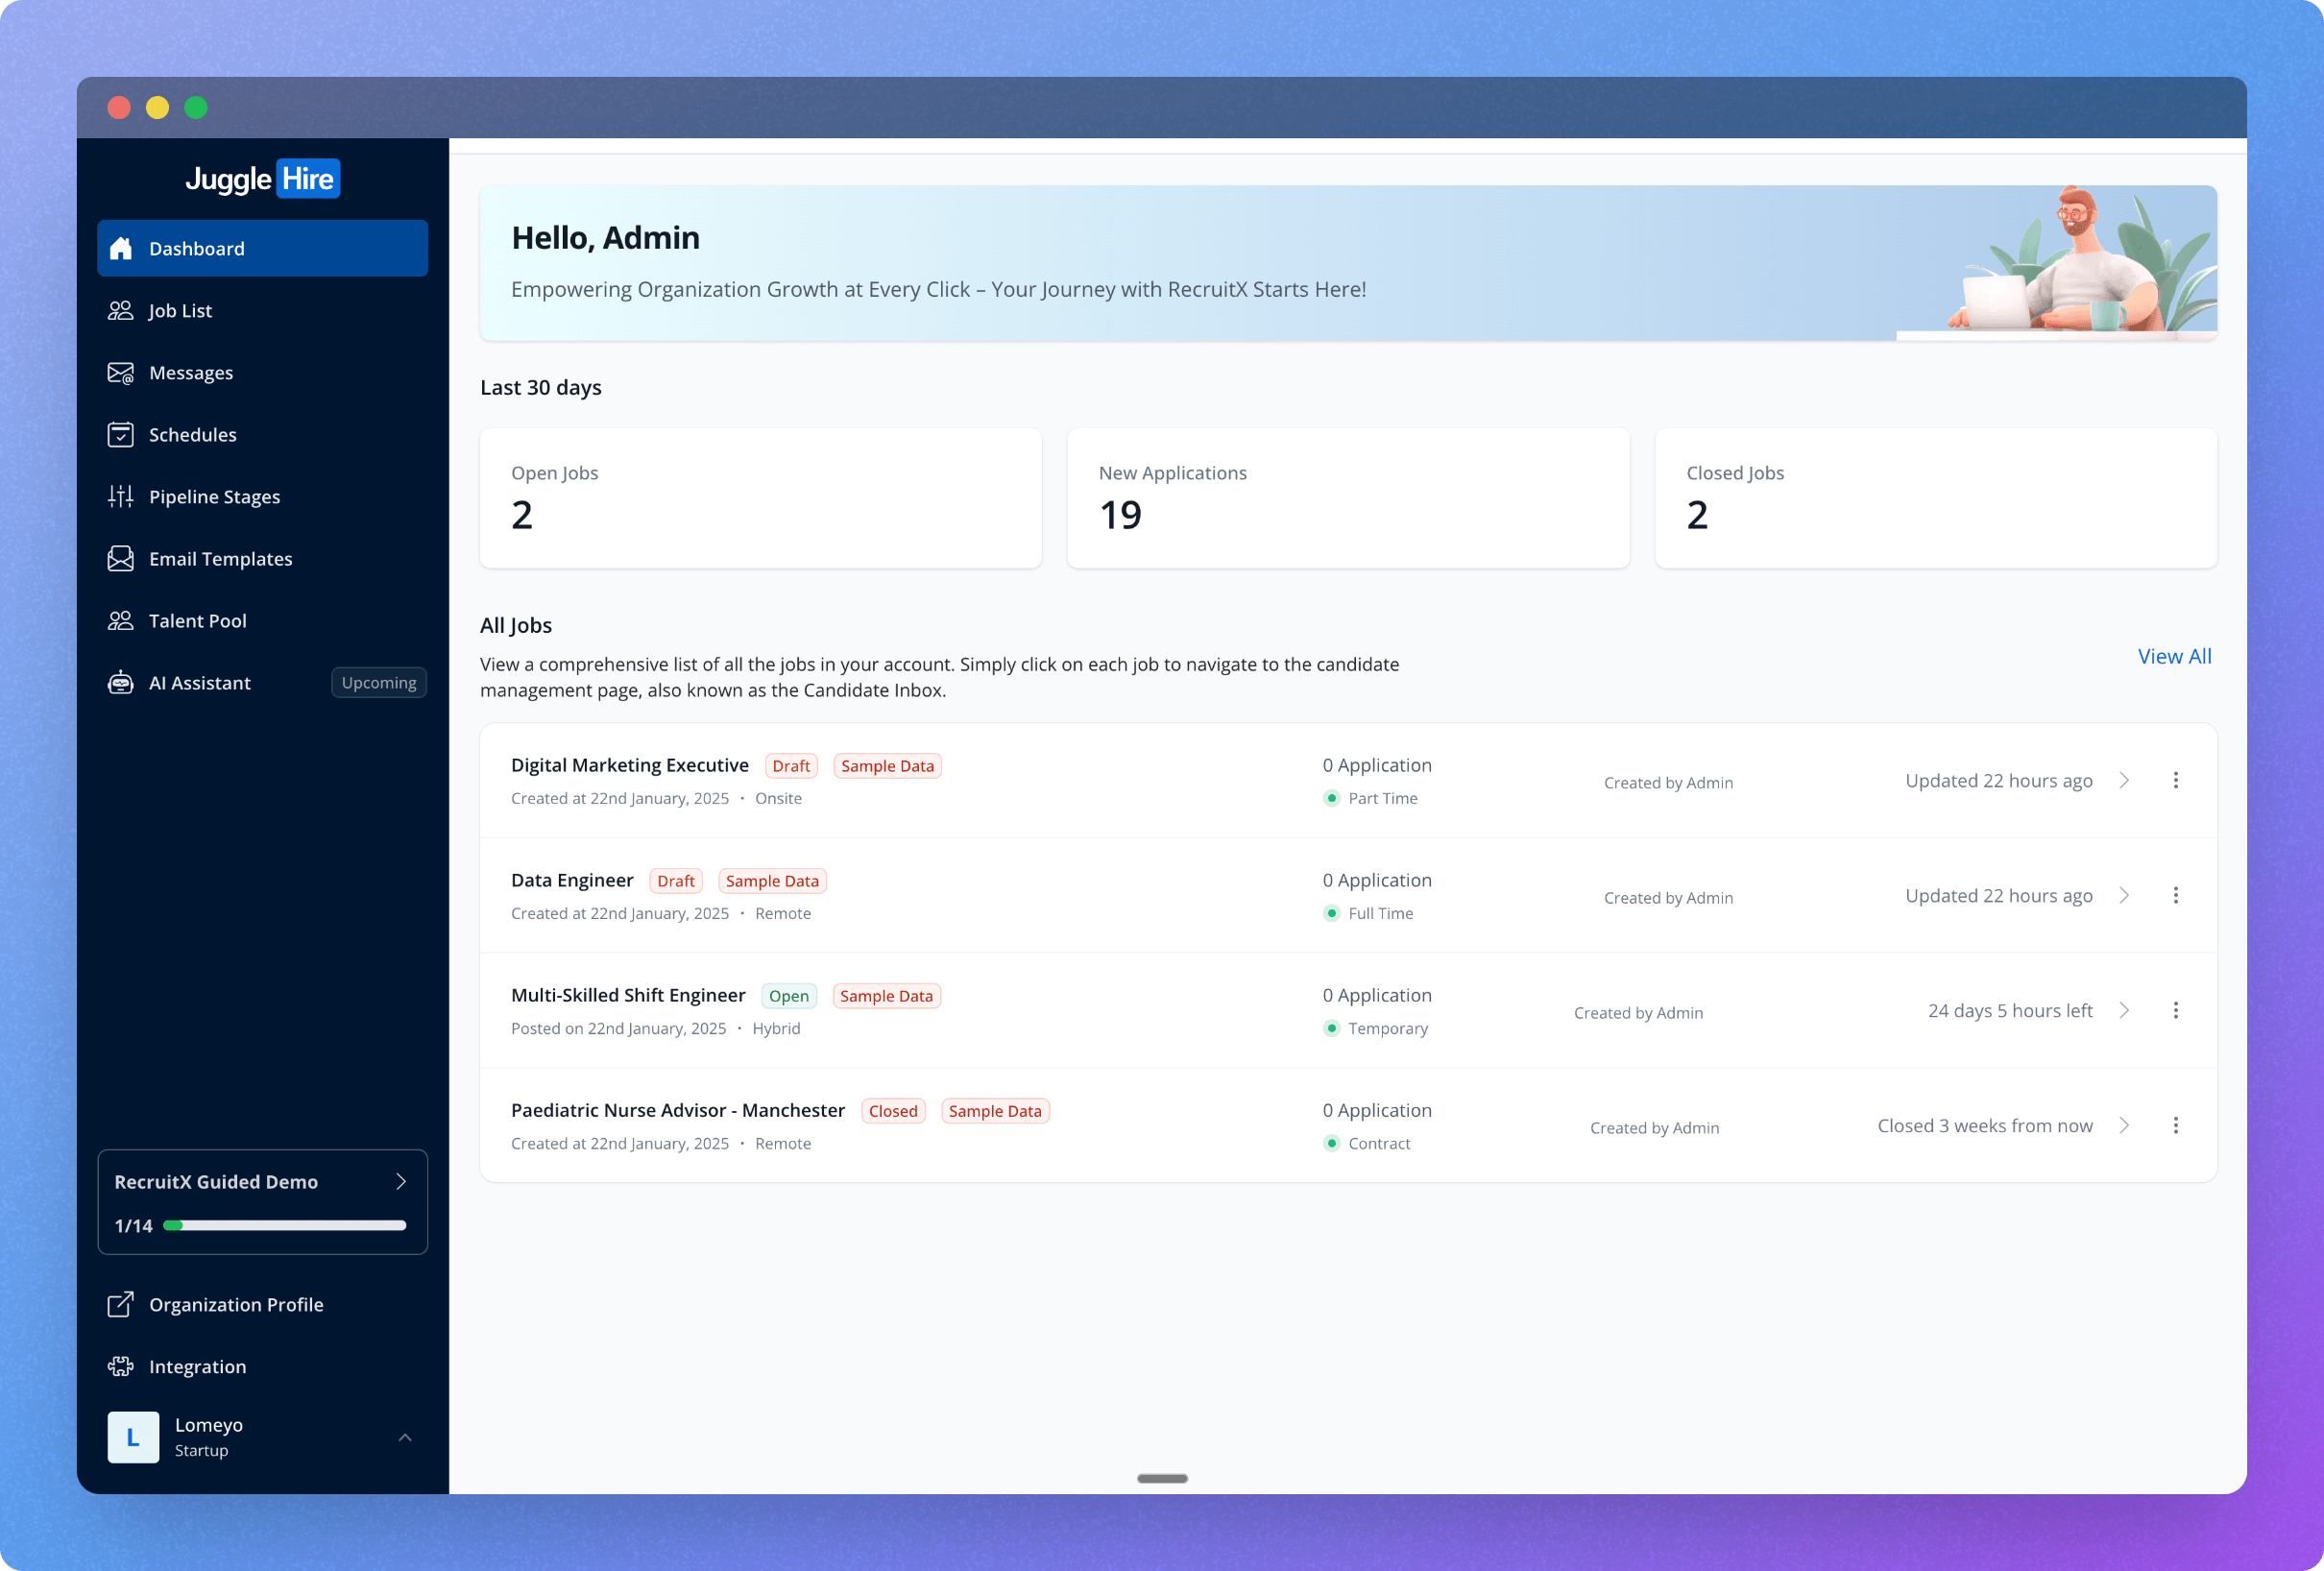 Juggle Hire
Dashboard
Job List
Messages
Schedules
Pipeline Stages
Email Templates
Talent Pool
AI Assistant Upcoming
RecruitX Guided Demo
1/14
Organization Profile
Integration
L
Lomeyo
Startup
Hello, Admin
Empowering Organization Growth at Every Click – Your Journey with RecruitX Starts Here!
Last 30 days
Open Jobs
2
New Applications
19
Closed Jobs
2
All Jobs
View a comprehensive list of all the jobs in your account. Simply click on each job to navigate to the candidate
management page, also known as the Candidate Inbox.
View All
Digital Marketing Executive Draft Sample Data
Created at 22nd January, 2025 • Onsite
0 Application
Part Time
Created by Admin
Updated 22 hours ago
Data Engineer Draft Sample Data
Created at 22nd January, 2025 • Remote
0 Application
Full Time
Created by Admin
Updated 22 hours ago
Multi-Skilled Shift Engineer Open Sample Data
Posted on 22nd January, 2025 • Hybrid
0 Application
Temporary
Created by Admin
24 days 5 hours left
Paediatric Nurse Advisor - Manchester Closed Sample Data
Created at 22nd January, 2025 • Remote
0 Application
Contract
Created by Admin
Closed 3 weeks from now